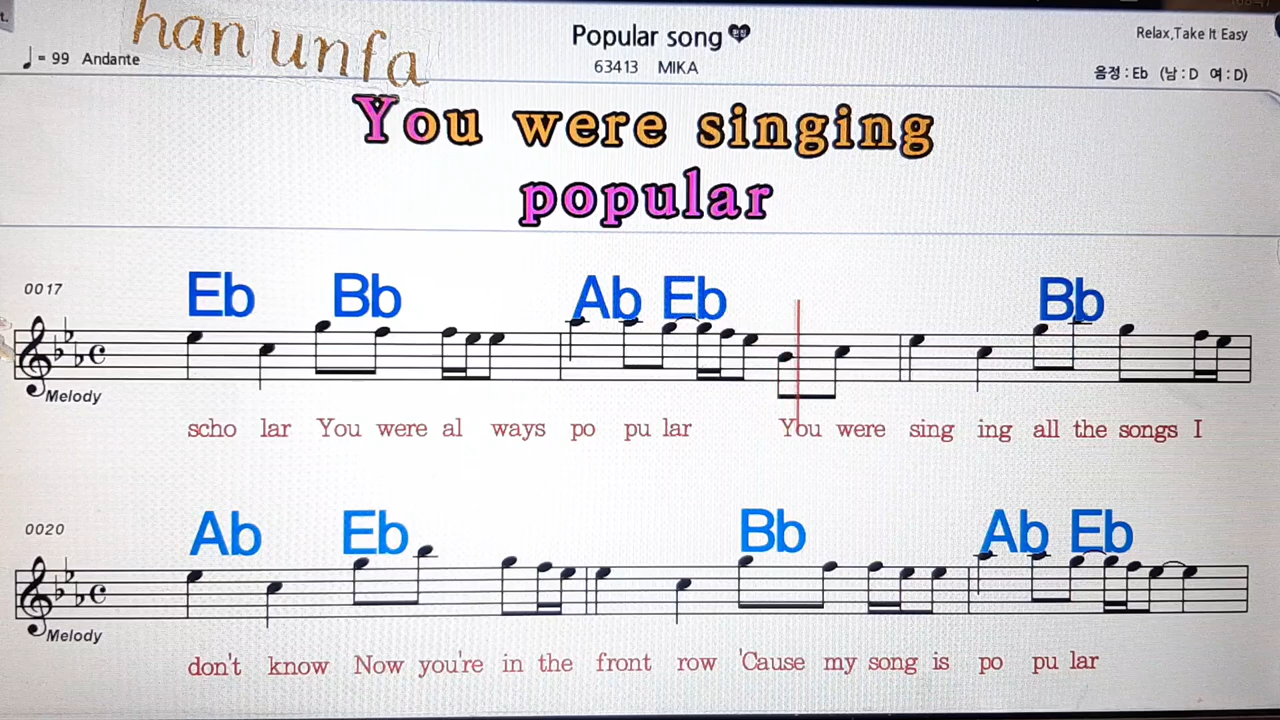 han unfa
Popular song 편집
Relax,Take It Easy
♩ = 99 Andante
63413 MIKA
음정 : Eb (남 : D 여 : D)
You were singing
popular
0017
Eb Bb Ab Eb Bb
Melody
scho lar You were al ways po pu lar You were sing ing all the songs I
0020
Ab Eb Bb Ab Eb
Melody
don't know Now you're in the front row 'Cause my song is po pu lar